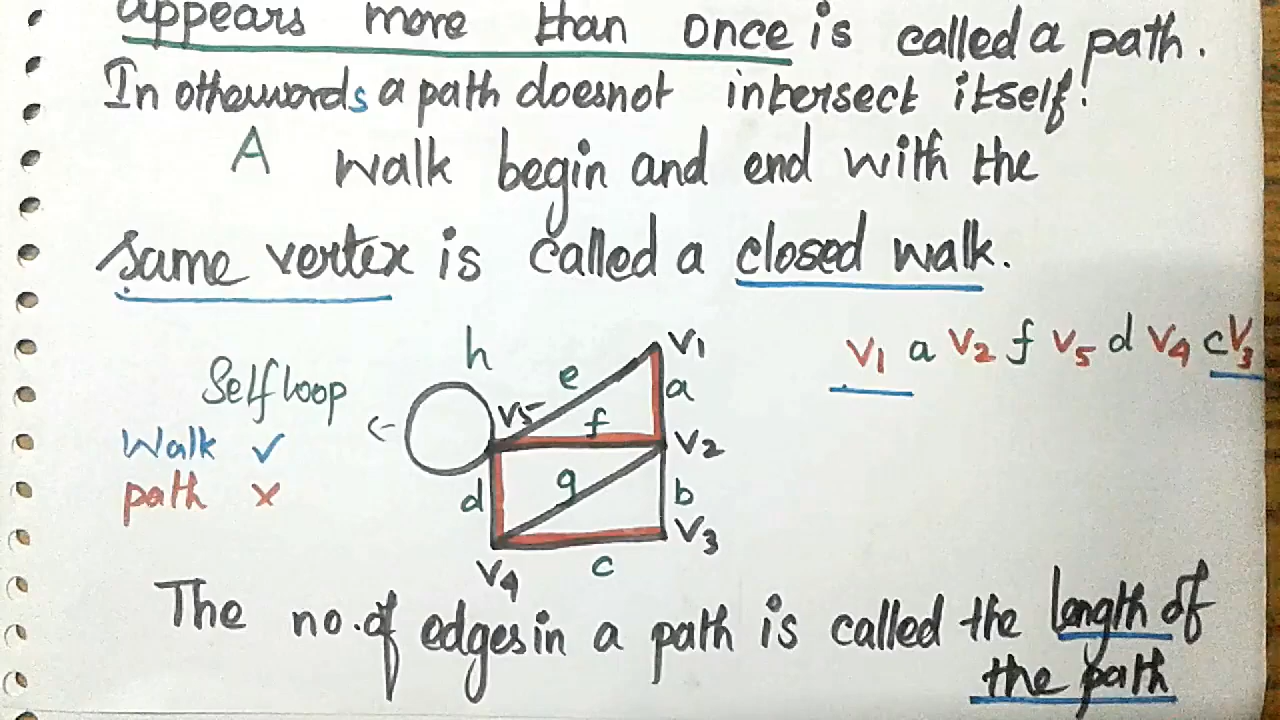 appears more than once is called a path.
In otherwords a path doesnot intersect itself!
A walk begin and end with the
same vertex is called a closed walk.
h
V1
e
a
V1 a V2 f V5 d V4 c V3
Self loop
<-
V5
f
Walk ✓
V2
path ×
d
g
b
V3
V4
c
The no.of edges in a path is called the length of
the path